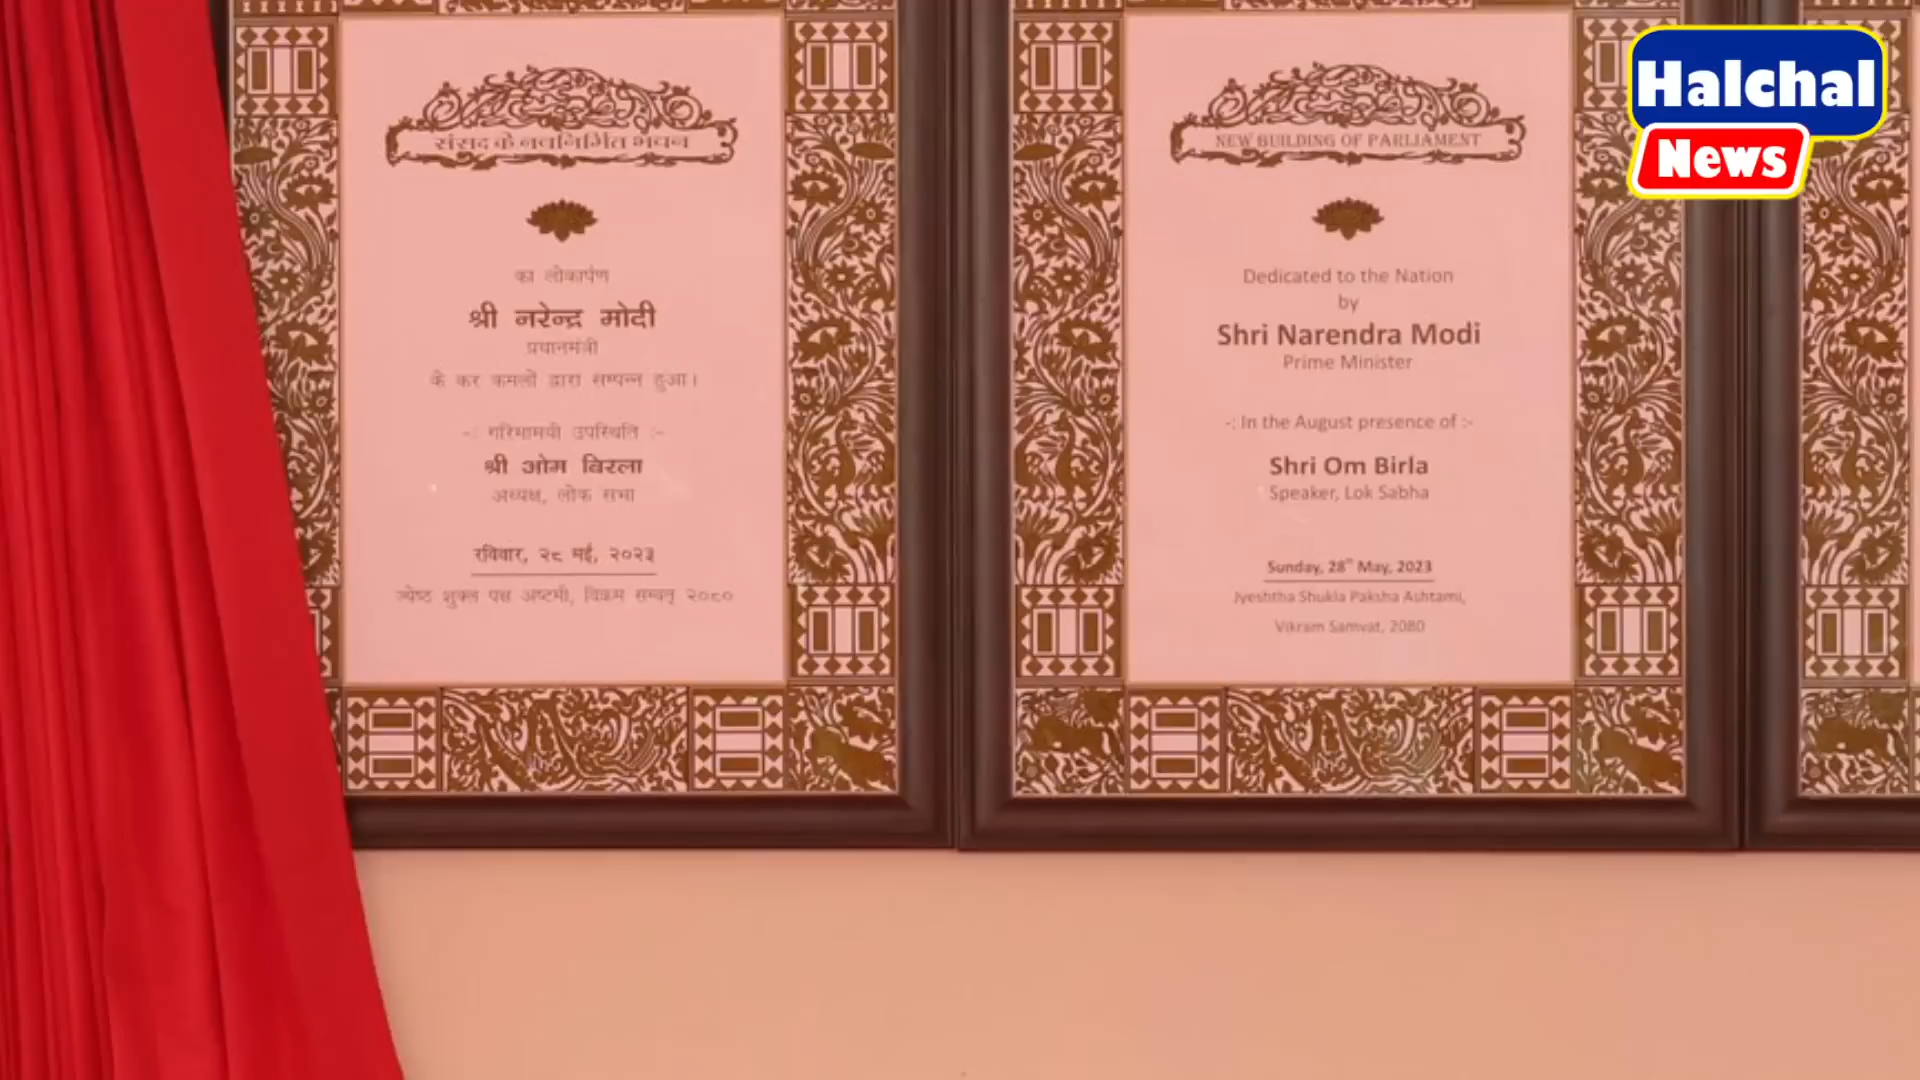 संसद के नवनिर्मित भवन
का लोकार्पण
श्री नरेन्द्र मोदी
प्रधानमंत्री
के कर कमलों द्वारा सम्पन्न हुआ।
-: गरिमामयी उपस्थिति :-
श्री ओम बिरला
अध्यक्ष, लोक सभा
रविवार, २८ मई, २०२३
ज्येष्ठ शुक्ल पक्ष अष्टमी, विक्रम सम्वत् २०८०
NEW BUILDING OF PARLIAMENT
Dedicated to the Nation
by
Shri Narendra Modi
Prime Minister
-: In the August presence of :-
Shri Om Birla
Speaker, Lok Sabha
Sunday, 28th May, 2023
Jyeshtha Shukla Paksha Ashtami,
Vikram Samvat, 2080
Halchal
News